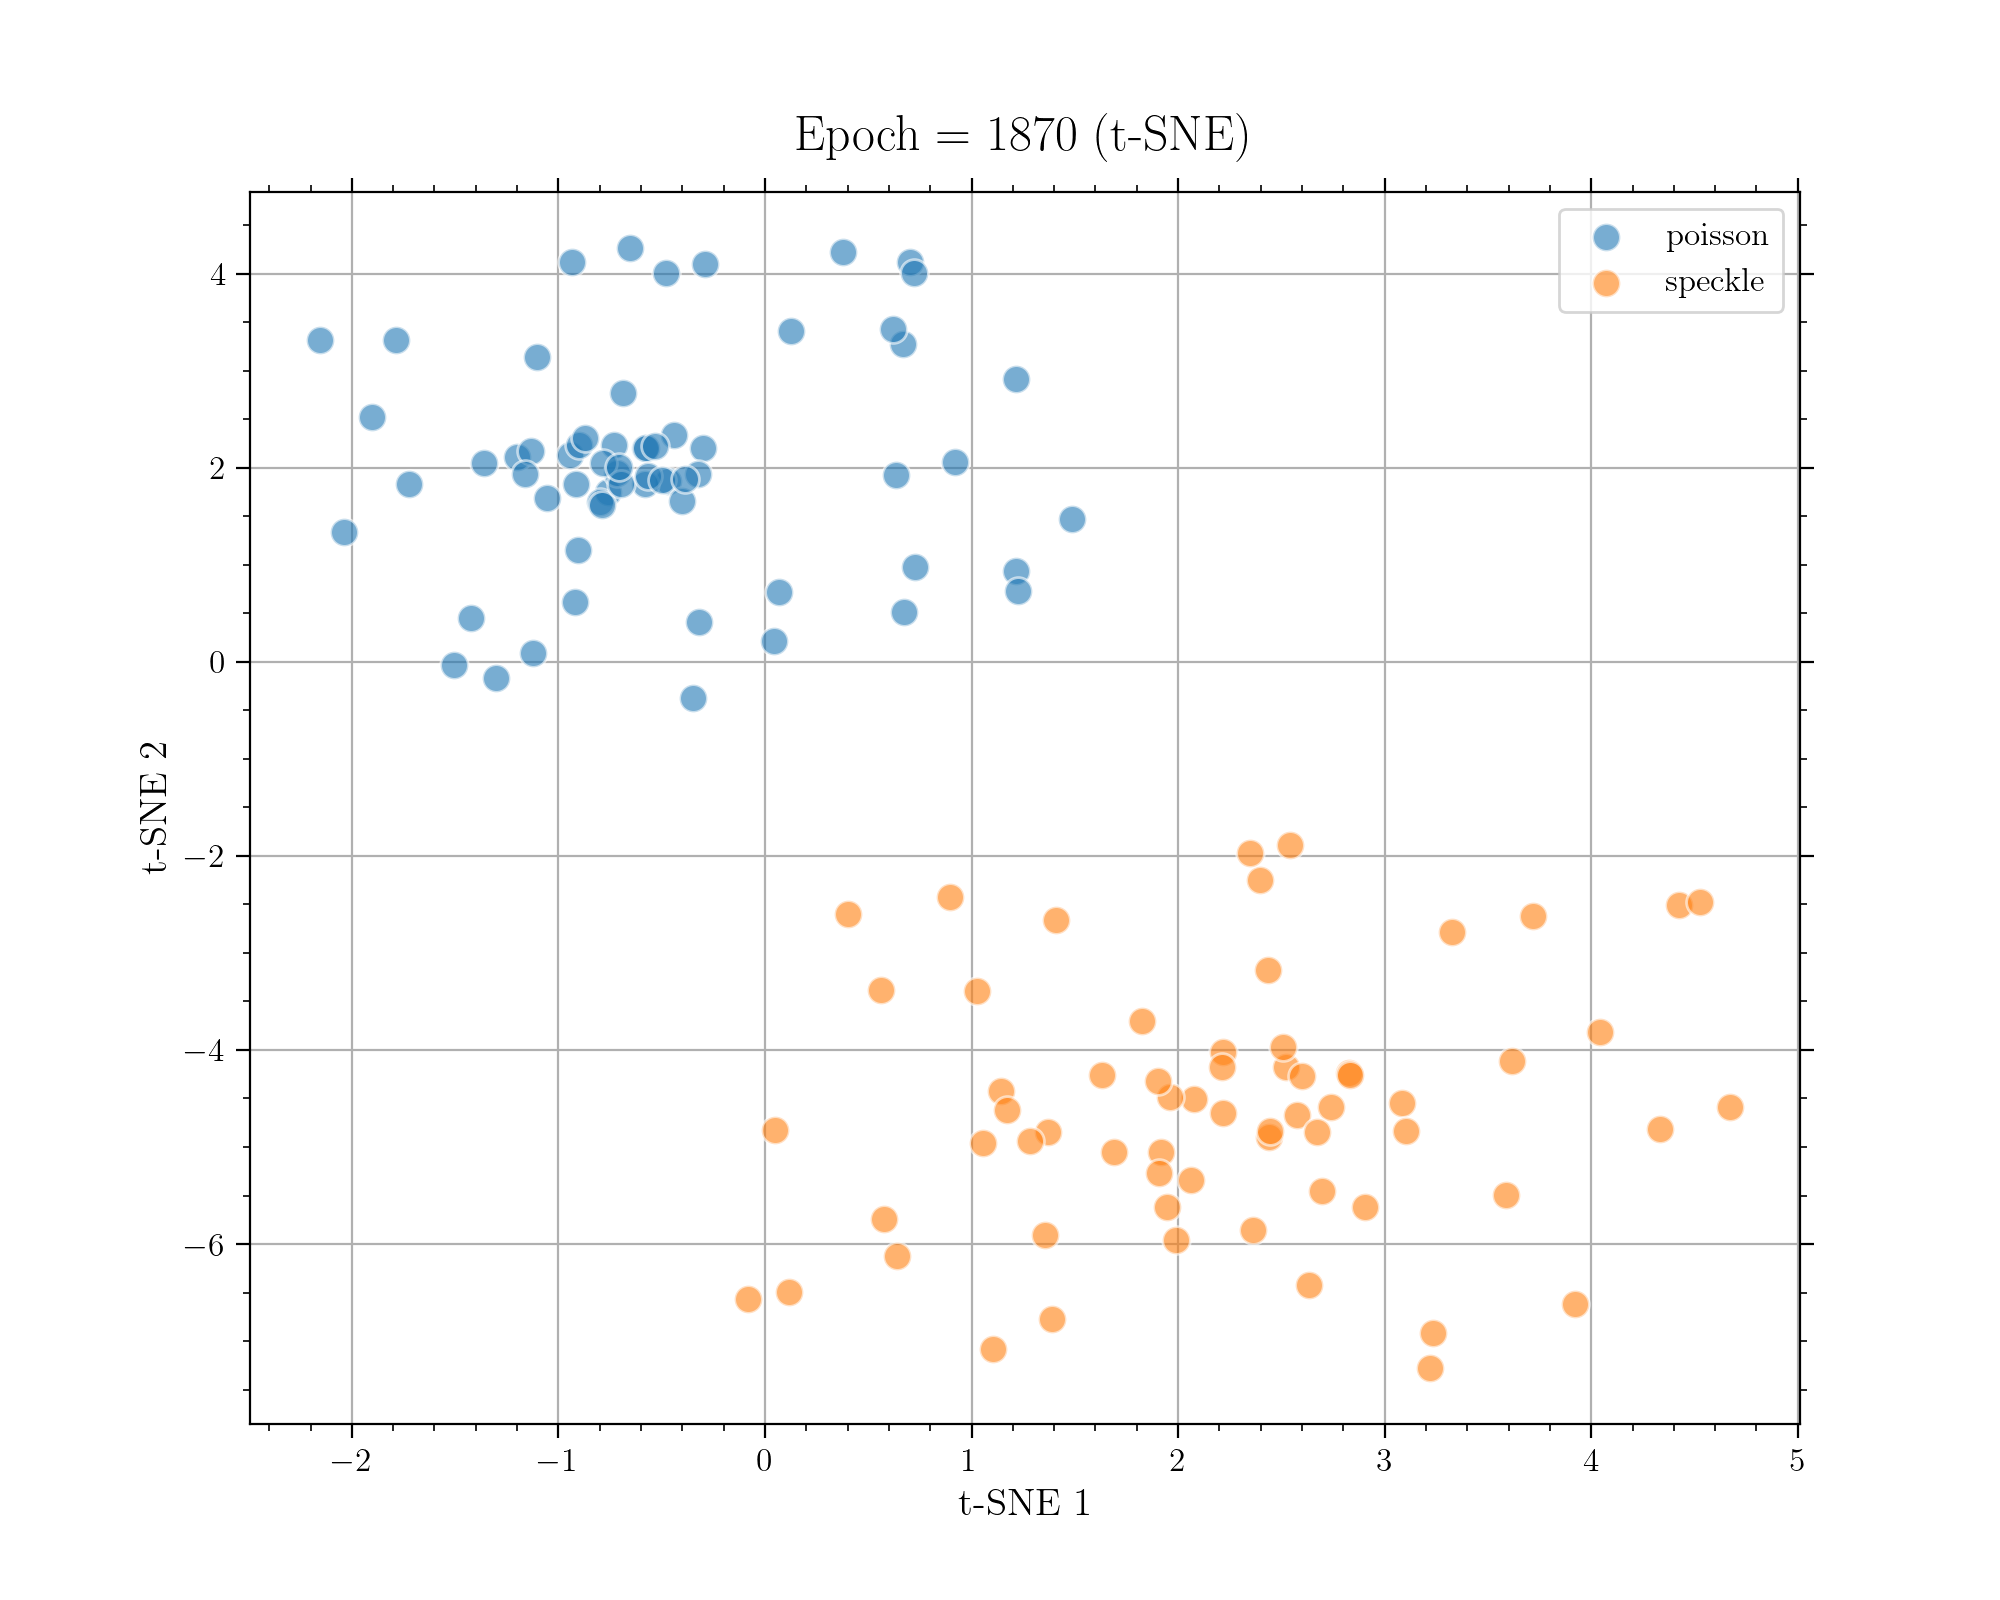 Epoch = 1870 (t-SNE)
poisson
speckle
4
2
0
−2
−4
−6
t-SNE 2
−2 −1 0 1 2 3 4 5
t-SNE 1